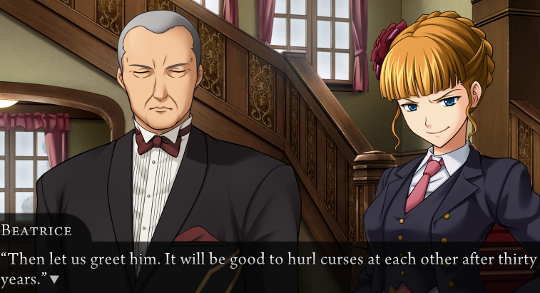 BEATRICE
“Then let us greet him. It will be good to hurl curses at each other after thirty
years.”